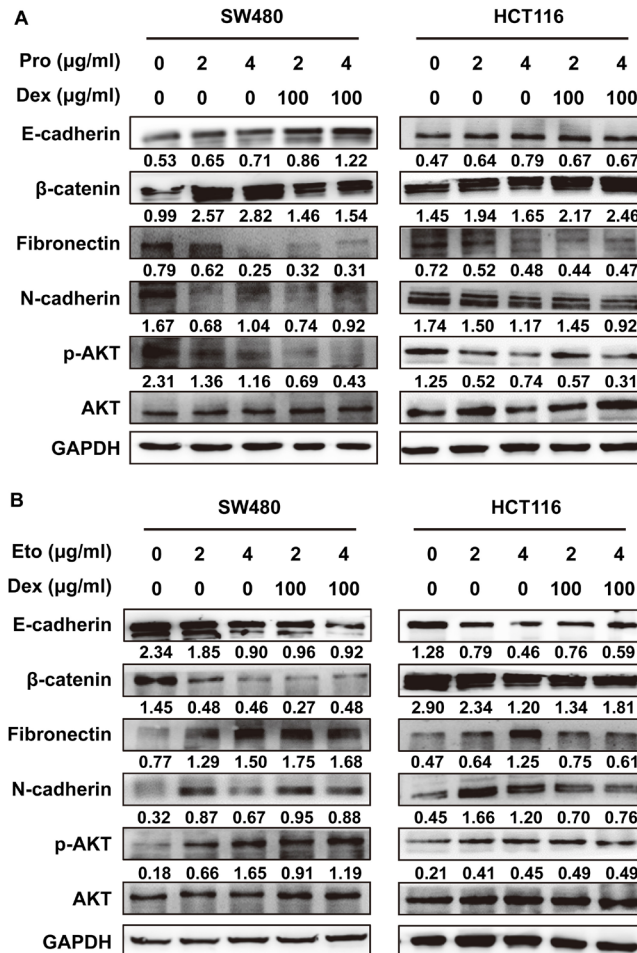 A
SW480 HCT116
Pro (μg/ml) 0 2 4 2 4 0 2 4 2 4
Dex (μg/ml) 0 0 0 100 100 0 0 0 100 100
E-cadherin
0.53 0.65 0.71 0.86 1.22 0.47 0.64 0.79 0.67 0.67
β-catenin
0.99 2.57 2.82 1.46 1.54 1.45 1.94 1.65 2.17 2.46
Fibronectin
0.79 0.62 0.25 0.32 0.31 0.72 0.52 0.48 0.44 0.47
N-cadherin
1.67 0.68 1.04 0.74 0.92 1.74 1.50 1.17 1.45 0.92
p-AKT
2.31 1.36 1.16 0.69 0.43 1.25 0.52 0.74 0.57 0.31
AKT
GAPDH
B
SW480 HCT116
Eto (μg/ml) 0 2 4 2 4 0 2 4 2 4
Dex (μg/ml) 0 0 0 100 100 0 0 0 100 100
E-cadherin
2.34 1.85 0.90 0.96 0.92 1.28 0.79 0.46 0.76 0.59
β-catenin
1.45 0.48 0.46 0.27 0.48 2.90 2.34 1.20 1.34 1.81
Fibronectin
0.77 1.29 1.50 1.75 1.68 0.47 0.64 1.25 0.75 0.61
N-cadherin
0.32 0.87 0.67 0.95 0.88 0.45 1.66 1.20 0.70 0.76
p-AKT
0.18 0.66 1.65 0.91 1.19 0.21 0.41 0.45 0.49 0.49
AKT
GAPDH